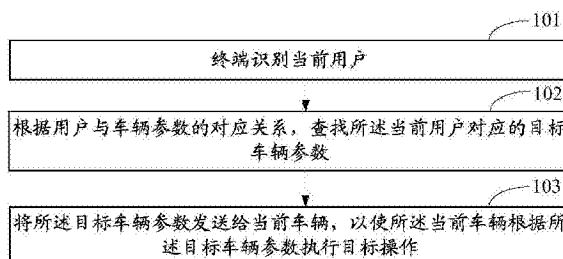 101
终端识别当前用户
102
根据用户与车辆参数的对应关系，查找所述当前用户对应的目标
车辆参数
103
将所述目标车辆参数发送给当前车辆，以使所述当前车辆根据所
述目标车辆参数执行目标操作